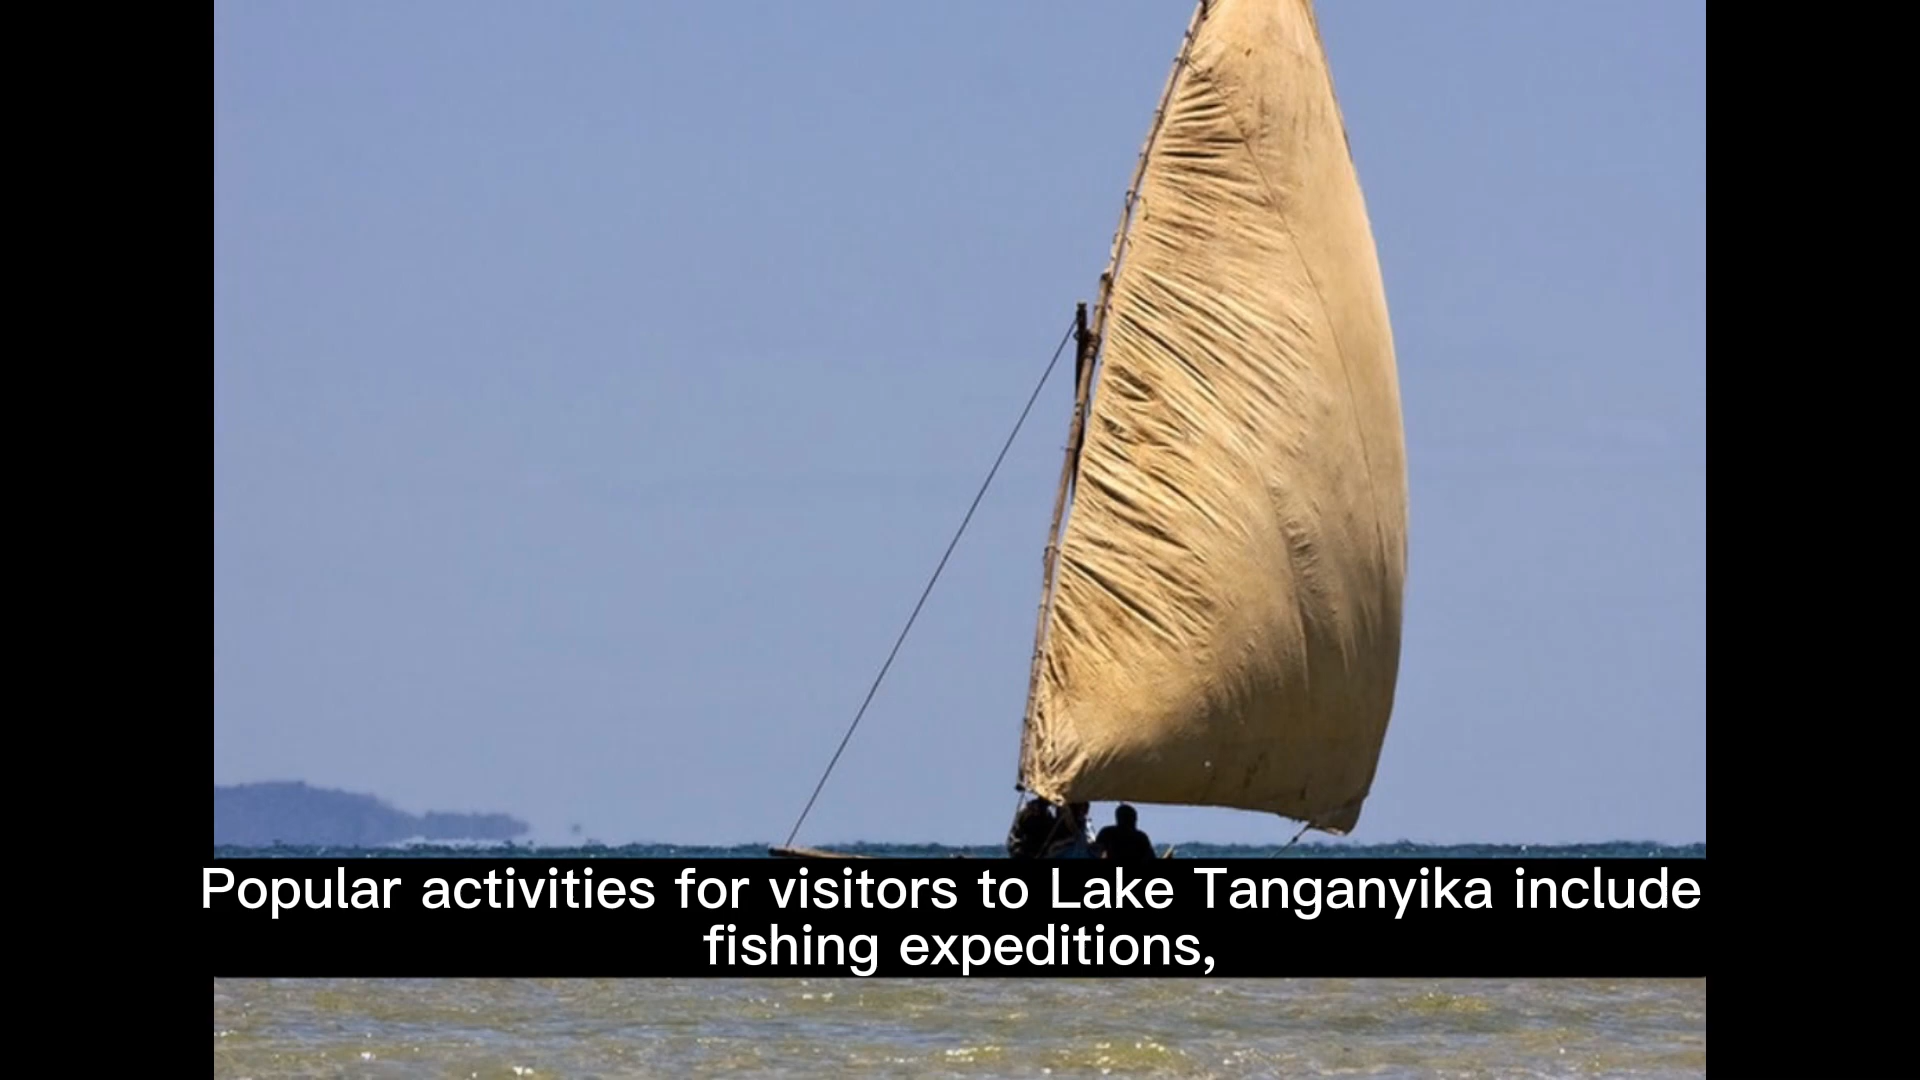 Popular activities for visitors to Lake Tanganyika include
fishing expeditions,